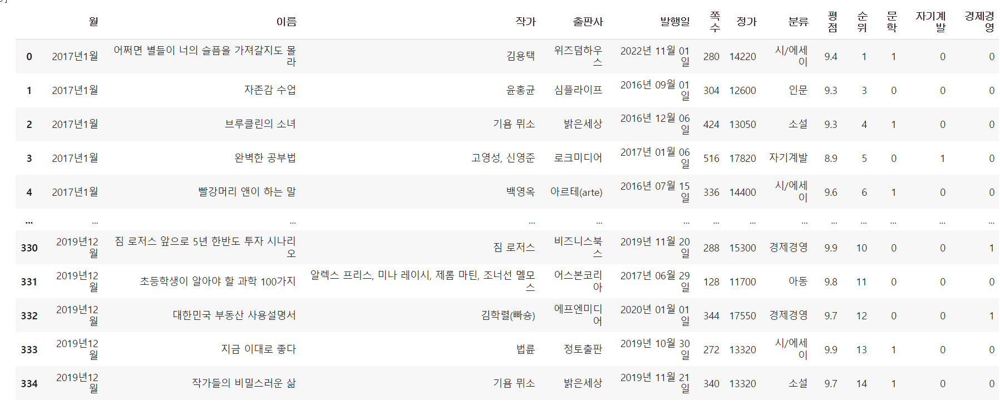 월 이름 작가 출판사 발행일 쪽수 정가 분류 평점 순위 문학 자기계발 경제경영
0 2017년1월 어쩌면 별들이 너의 슬픔을 가져갈지도 몰라 김용택 위즈덤하우스 2022년 11월 01일 280 14220 시/에세이 9.4 1 1 0 0
1 2017년1월 자존감 수업 윤홍균 심플라이프 2016년 09월 01일 304 12600 인문 9.3 3 0 0 0
2 2017년1월 브루클린의 소녀 기욤 뮈소 밝은세상 2016년 12월 06일 424 13050 소설 9.3 4 1 0 0
3 2017년1월 완벽한 공부법 고영성, 신영준 로크미디어 2017년 01월 06일 516 17820 자기계발 8.9 5 0 1 0
4 2017년1월 빨강머리 앤이 하는 말 백영옥 아르테(arte) 2016년 07월 15일 336 14400 시/에세이 9.6 6 1 0 0
... ... ... ... ... ... ... ... ... ... ... ... ... ...
330 2019년12월 짐 로저스 앞으로 5년 한반도 투자 시나리오 짐 로저스 비즈니스북스 2019년 11월 20일 288 15300 경제경영 9.9 10 0 0 1
331 2019년12월 초등학생이 알아야 할 과학 100가지 알렉스 프리스, 미나 레이시, 제롬 마틴, 조너선 멜모스 어스본코리아 2017년 06월 29일 128 11700 아동 9.8 11 0 0 0
332 2019년12월 대한민국 부동산 사용설명서 김학렬(빠숑) 에프엔미디어 2020년 01월 01일 344 17550 경제경영 9.7 12 0 0 1
333 2019년12월 지금 이대로 좋다 법륜 정토출판 2019년 10월 30일 272 13320 시/에세이 9.9 13 1 0 0
334 2019년12월 작가들의 비밀스러운 삶 기욤 뮈소 밝은세상 2019년 11월 21일 340 13320 소설 9.7 14 1 0 0